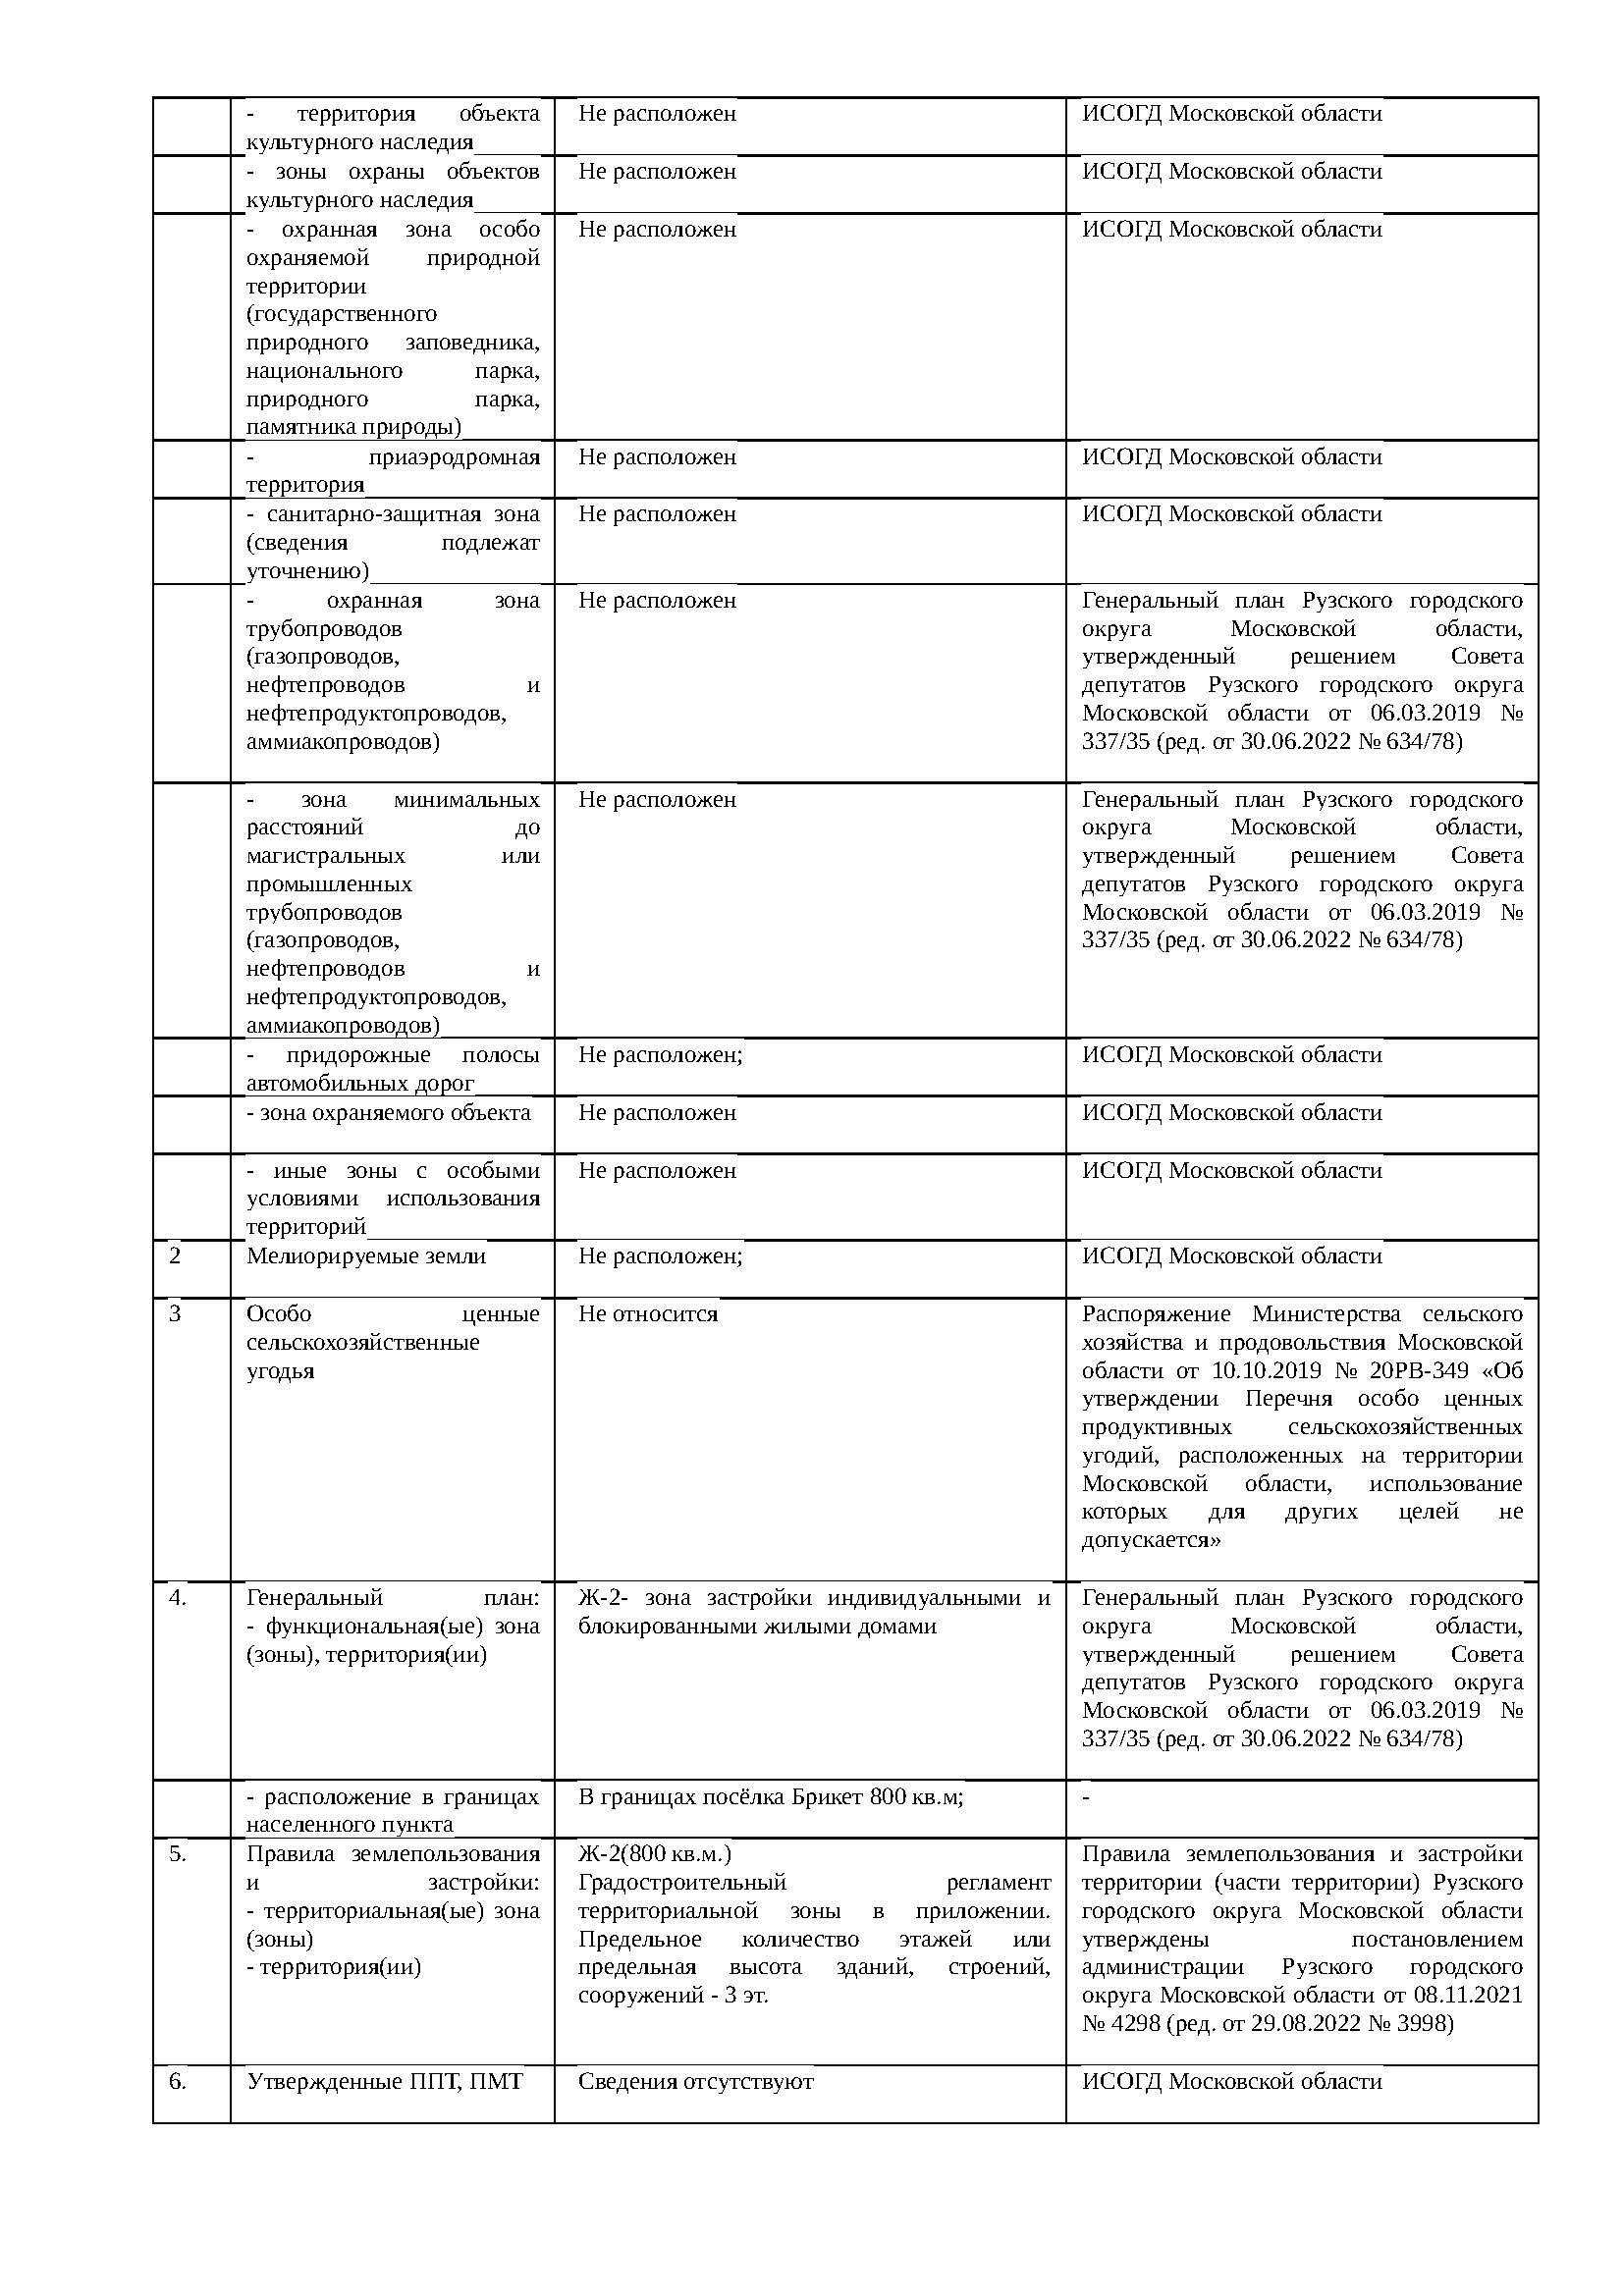 - территория объекта
культурного наследия
Не расположен
ИСОГД Московской области
- зоны охраны объектов
культурного наследия
Не расположен
ИСОГД Московской области
- охранная зона особо
охраняемой природной
территории
(государственного
природного заповедника,
национального парка,
природного парка,
памятника природы)
Не расположен
ИСОГД Московской области
- приаэродромная
территория
Не расположен
ИСОГД Московской области
- санитарно-защитная зона
(сведения подлежат
уточнению)
Не расположен
ИСОГД Московской области
- охранная зона
трубопроводов
(газопроводов,
нефтепроводов и
нефтепродуктопроводов,
аммиакопроводов)
Не расположен
Генеральный план Рузского городского
округа Московской области,
утвержденный решением Совета
депутатов Рузского городского округа
Московской области от 06.03.2019 №
337/35 (ред. от 30.06.2022 № 634/78)
- зона минимальных
расстояний до
магистральных или
промышленных
трубопроводов
(газопроводов,
нефтепроводов и
нефтепродуктопроводов,
аммиакопроводов)
Не расположен
Генеральный план Рузского городского
округа Московской области,
утвержденный решением Совета
депутатов Рузского городского округа
Московской области от 06.03.2019 №
337/35 (ред. от 30.06.2022 № 634/78)
- придорожные полосы
автомобильных дорог
Не расположен;
ИСОГД Московской области
- зона охраняемого объекта
Не расположен
ИСОГД Московской области
- иные зоны с особыми
условиями использования
территорий
Не расположен
ИСОГД Московской области
2
Мелиорируемые земли
Не расположен;
ИСОГД Московской области
3
Особо ценные
сельскохозяйственные
угодья
Не относится
Распоряжение Министерства сельского
хозяйства и продовольствия Московской
области от 10.10.2019 № 20РВ-349 «Об
утверждении Перечня особо ценных
продуктивных сельскохозяйственных
угодий, расположенных на территории
Московской области, использование
которых для других целей не
допускается»
4.
Генеральный план:
- функциональная(ые) зона
(зоны), территория(ии)
Ж-2- зона застройки индивидуальными и
блокированными жилыми домами
Генеральный план Рузского городского
округа Московской области,
утвержденный решением Совета
депутатов Рузского городского округа
Московской области от 06.03.2019 №
337/35 (ред. от 30.06.2022 № 634/78)
- расположение в границах
населенного пункта
В границах посёлка Брикет 800 кв.м;
-
5.
Правила землепользования
и застройки:
- территориальная(ые) зона
(зоны)
- территория(ии)
Ж-2(800 кв.м.)
Градостроительный регламент
территориальной зоны в приложении.
Предельное количество этажей или
предельная высота зданий, строений,
сооружений - 3 эт.
Правила землепользования и застройки
территории (части территории) Рузского
городского округа Московской области
утверждены постановлением
администрации Рузского городского
округа Московской области от 08.11.2021
№ 4298 (ред. от 29.08.2022 № 3998)
6.
Утвержденные ППТ, ПМТ
Сведения отсутствуют
ИСОГД Московской области